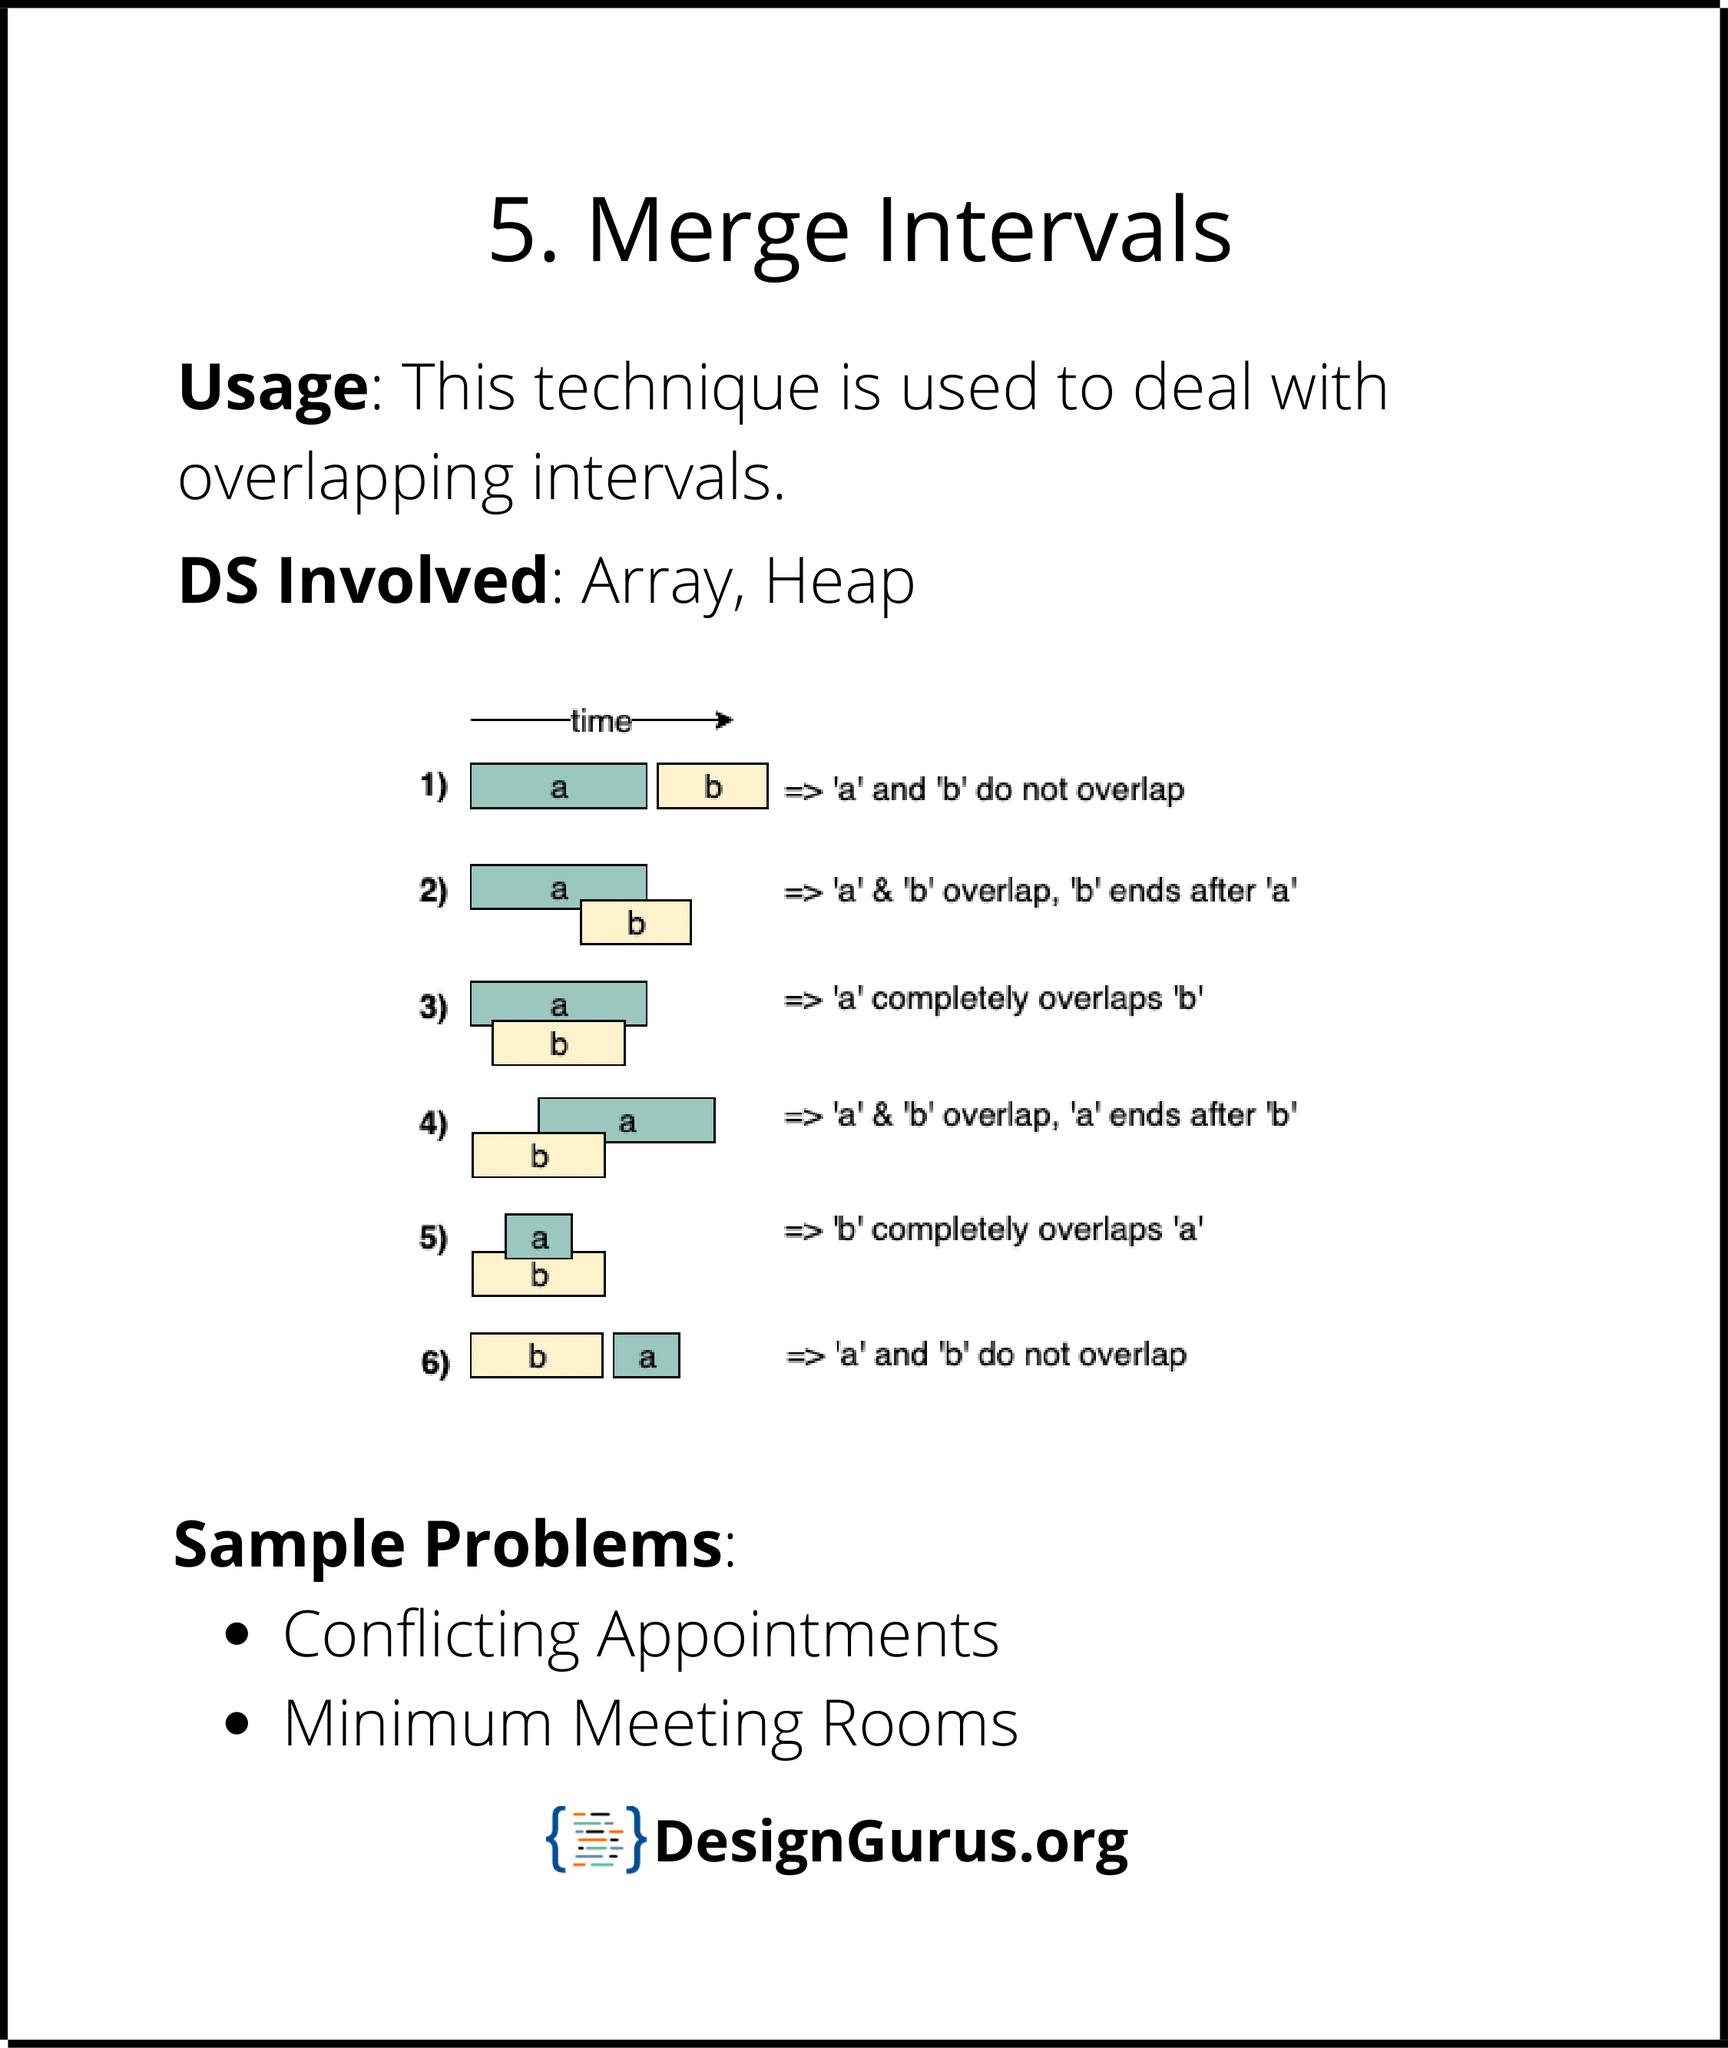 5. Merge Intervals
Usage: This technique is used to deal with
overlapping intervals.
DS Involved: Array, Heap
time
1) a b => 'a' and 'b' do not overlap
2) a => 'a' & 'b' overlap, 'b' ends after 'a'
b
3) a => 'a' completely overlaps 'b'
b
4) a => 'a' & 'b' overlap, 'a' ends after 'b'
b
5) a => 'b' completely overlaps 'a'
b
6) b a => 'a' and 'b' do not overlap
Sample Problems:
• Conflicting Appointments
• Minimum Meeting Rooms
DesignGurus.org